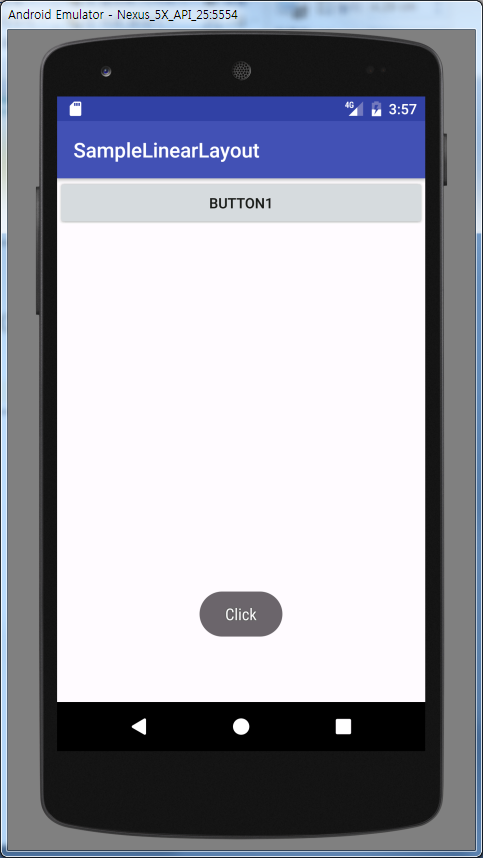 Android Emulator - Nexus_5X_API_25:5554
4G 3:57
SampleLinearLayout
BUTTON1
Click